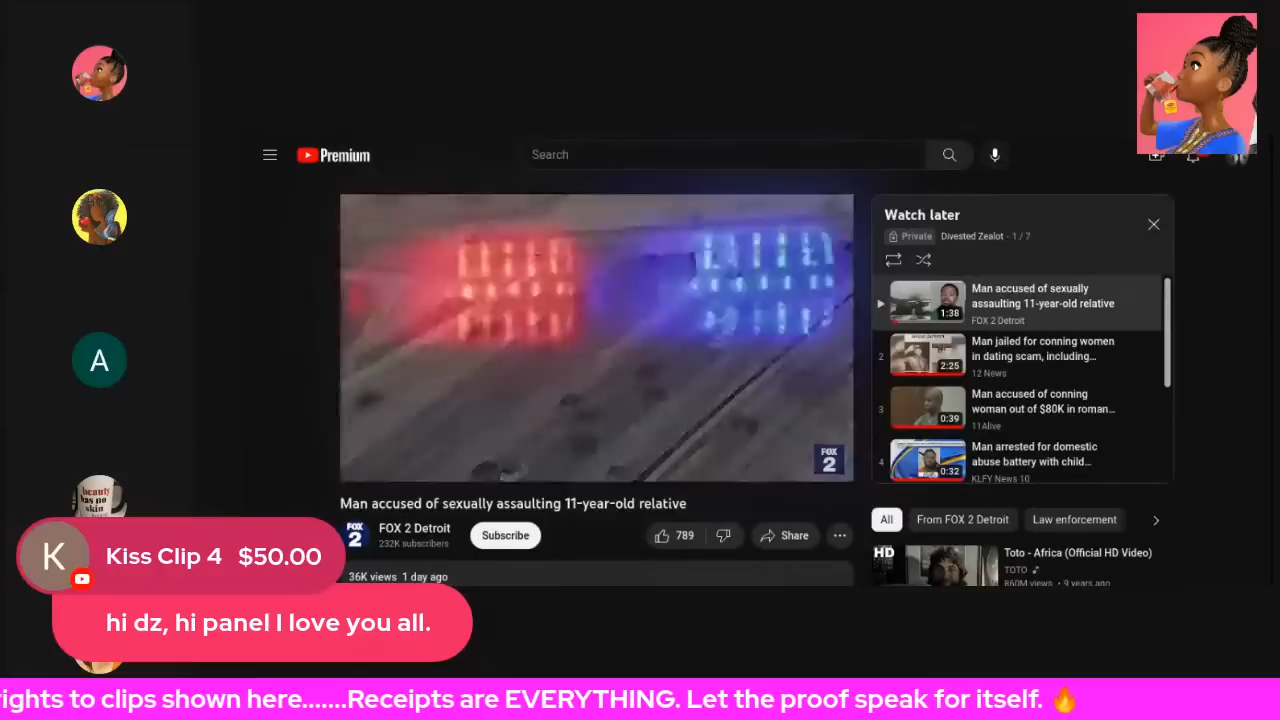 Premium
Search
Watch later
Private Divested Zealot - 1 / 7
Man accused of sexually
assaulting 11-year-old relative
FOX 2 Detroit
1:38
2
Man jailed for conning women
in dating scam, including...
12 News
2:25
3
Man accused of conning
woman out of $80K in roman...
11Alive
0:39
4
Man arrested for domestic
abuse battery with child...
KLFY News 10
0:32
FOX
2
Man accused of sexually assaulting 11-year-old relative
FOX 2
FOX 2 Detroit
232K subscribers
Subscribe
789
Share
36K views 1 day ago
All
From FOX 2 Detroit
Law enforcement
HD
Toto - Africa (Official HD Video)
TOTO
860M views • 9 years ago
A
beauty
has no
skin
K
Kiss Clip 4 $50.00
hi dz, hi panel I love you all.
rights to clips shown here.......Receipts are EVERYTHING. Let the proof speak for itself. 🔥